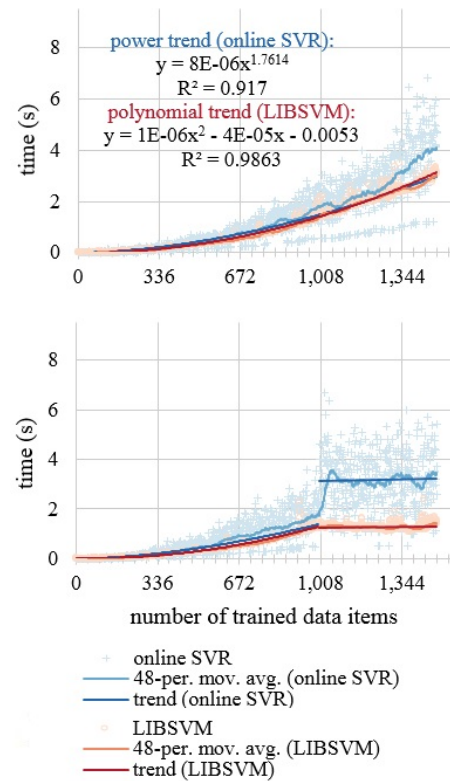 power trend (online SVR):
y = 8E-06x^1.7614
R² = 0.917
polynomial trend (LIBSVM):
y = 1E-06x² - 4E-05x - 0.0053
R² = 0.9863
time (s)
8
6
4
2
0
0 336 672 1,008 1,344
time (s)
8
6
4
2
0
0 336 672 1,008 1,344
number of trained data items
online SVR
48-per. mov. avg. (online SVR)
trend (online SVR)
LIBSVM
48-per. mov. avg. (LIBSVM)
trend (LIBSVM)